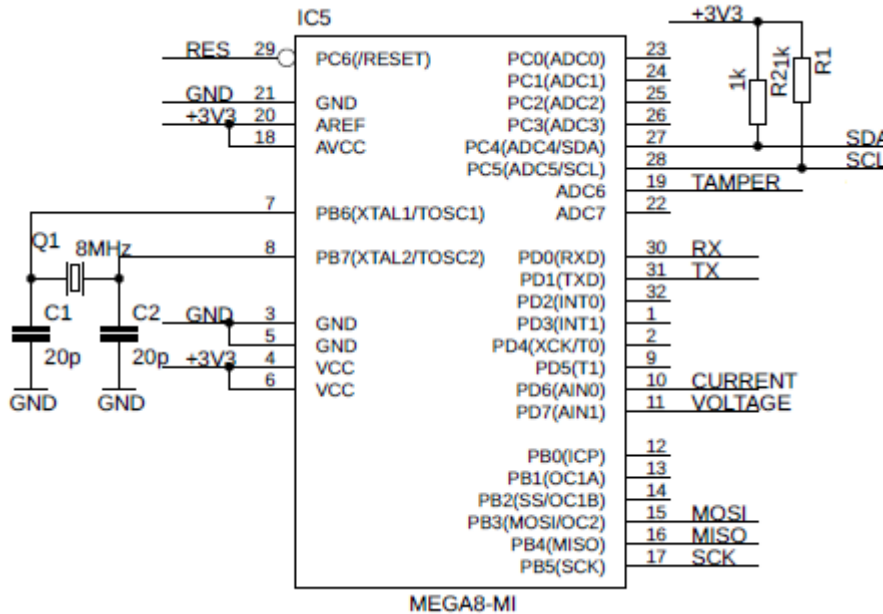 IC5
+3V3
RES 29 PC6(/RESET) PC0(ADC0) 23
PC1(ADC1) 24
1k R2 1k R1
GND 21 GND PC2(ADC2) 25
+3V3 20 AREF PC3(ADC3) 26
18 AVCC PC4(ADC4/SDA) 27 SDA
PC5(ADC5/SCL) 28 SCL
ADC6 19 TAMPER
7 PB6(XTAL1/TOSC1) ADC7 22
Q1 8MHz
8 PB7(XTAL2/TOSC2) PD0(RXD) 30 RX
PD1(TXD) 31 TX
PD2(INT0) 32
C1 C2 GND 3 GND PD3(INT1) 1
5 GND PD4(XCK/T0) 2
20p 20p +3V3 4 VCC PD5(T1) 9
6 VCC PD6(AIN0) 10 CURRENT
GND GND PD7(AIN1) 11 VOLTAGE
PB0(ICP) 12
PB1(OC1A) 13
PB2(SS/OC1B) 14
PB3(MOSI/OC2) 15 MOSI
PB4(MISO) 16 MISO
PB5(SCK) 17 SCK
MEGA8-MI